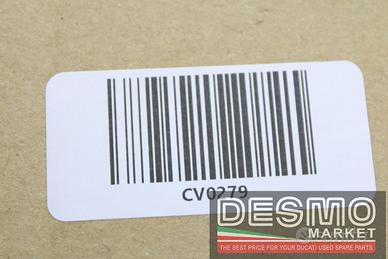 CV0279
DESMO
MARKET
THE BEST PRICE FOR YOUR DUCATI USED SPARE PARTS